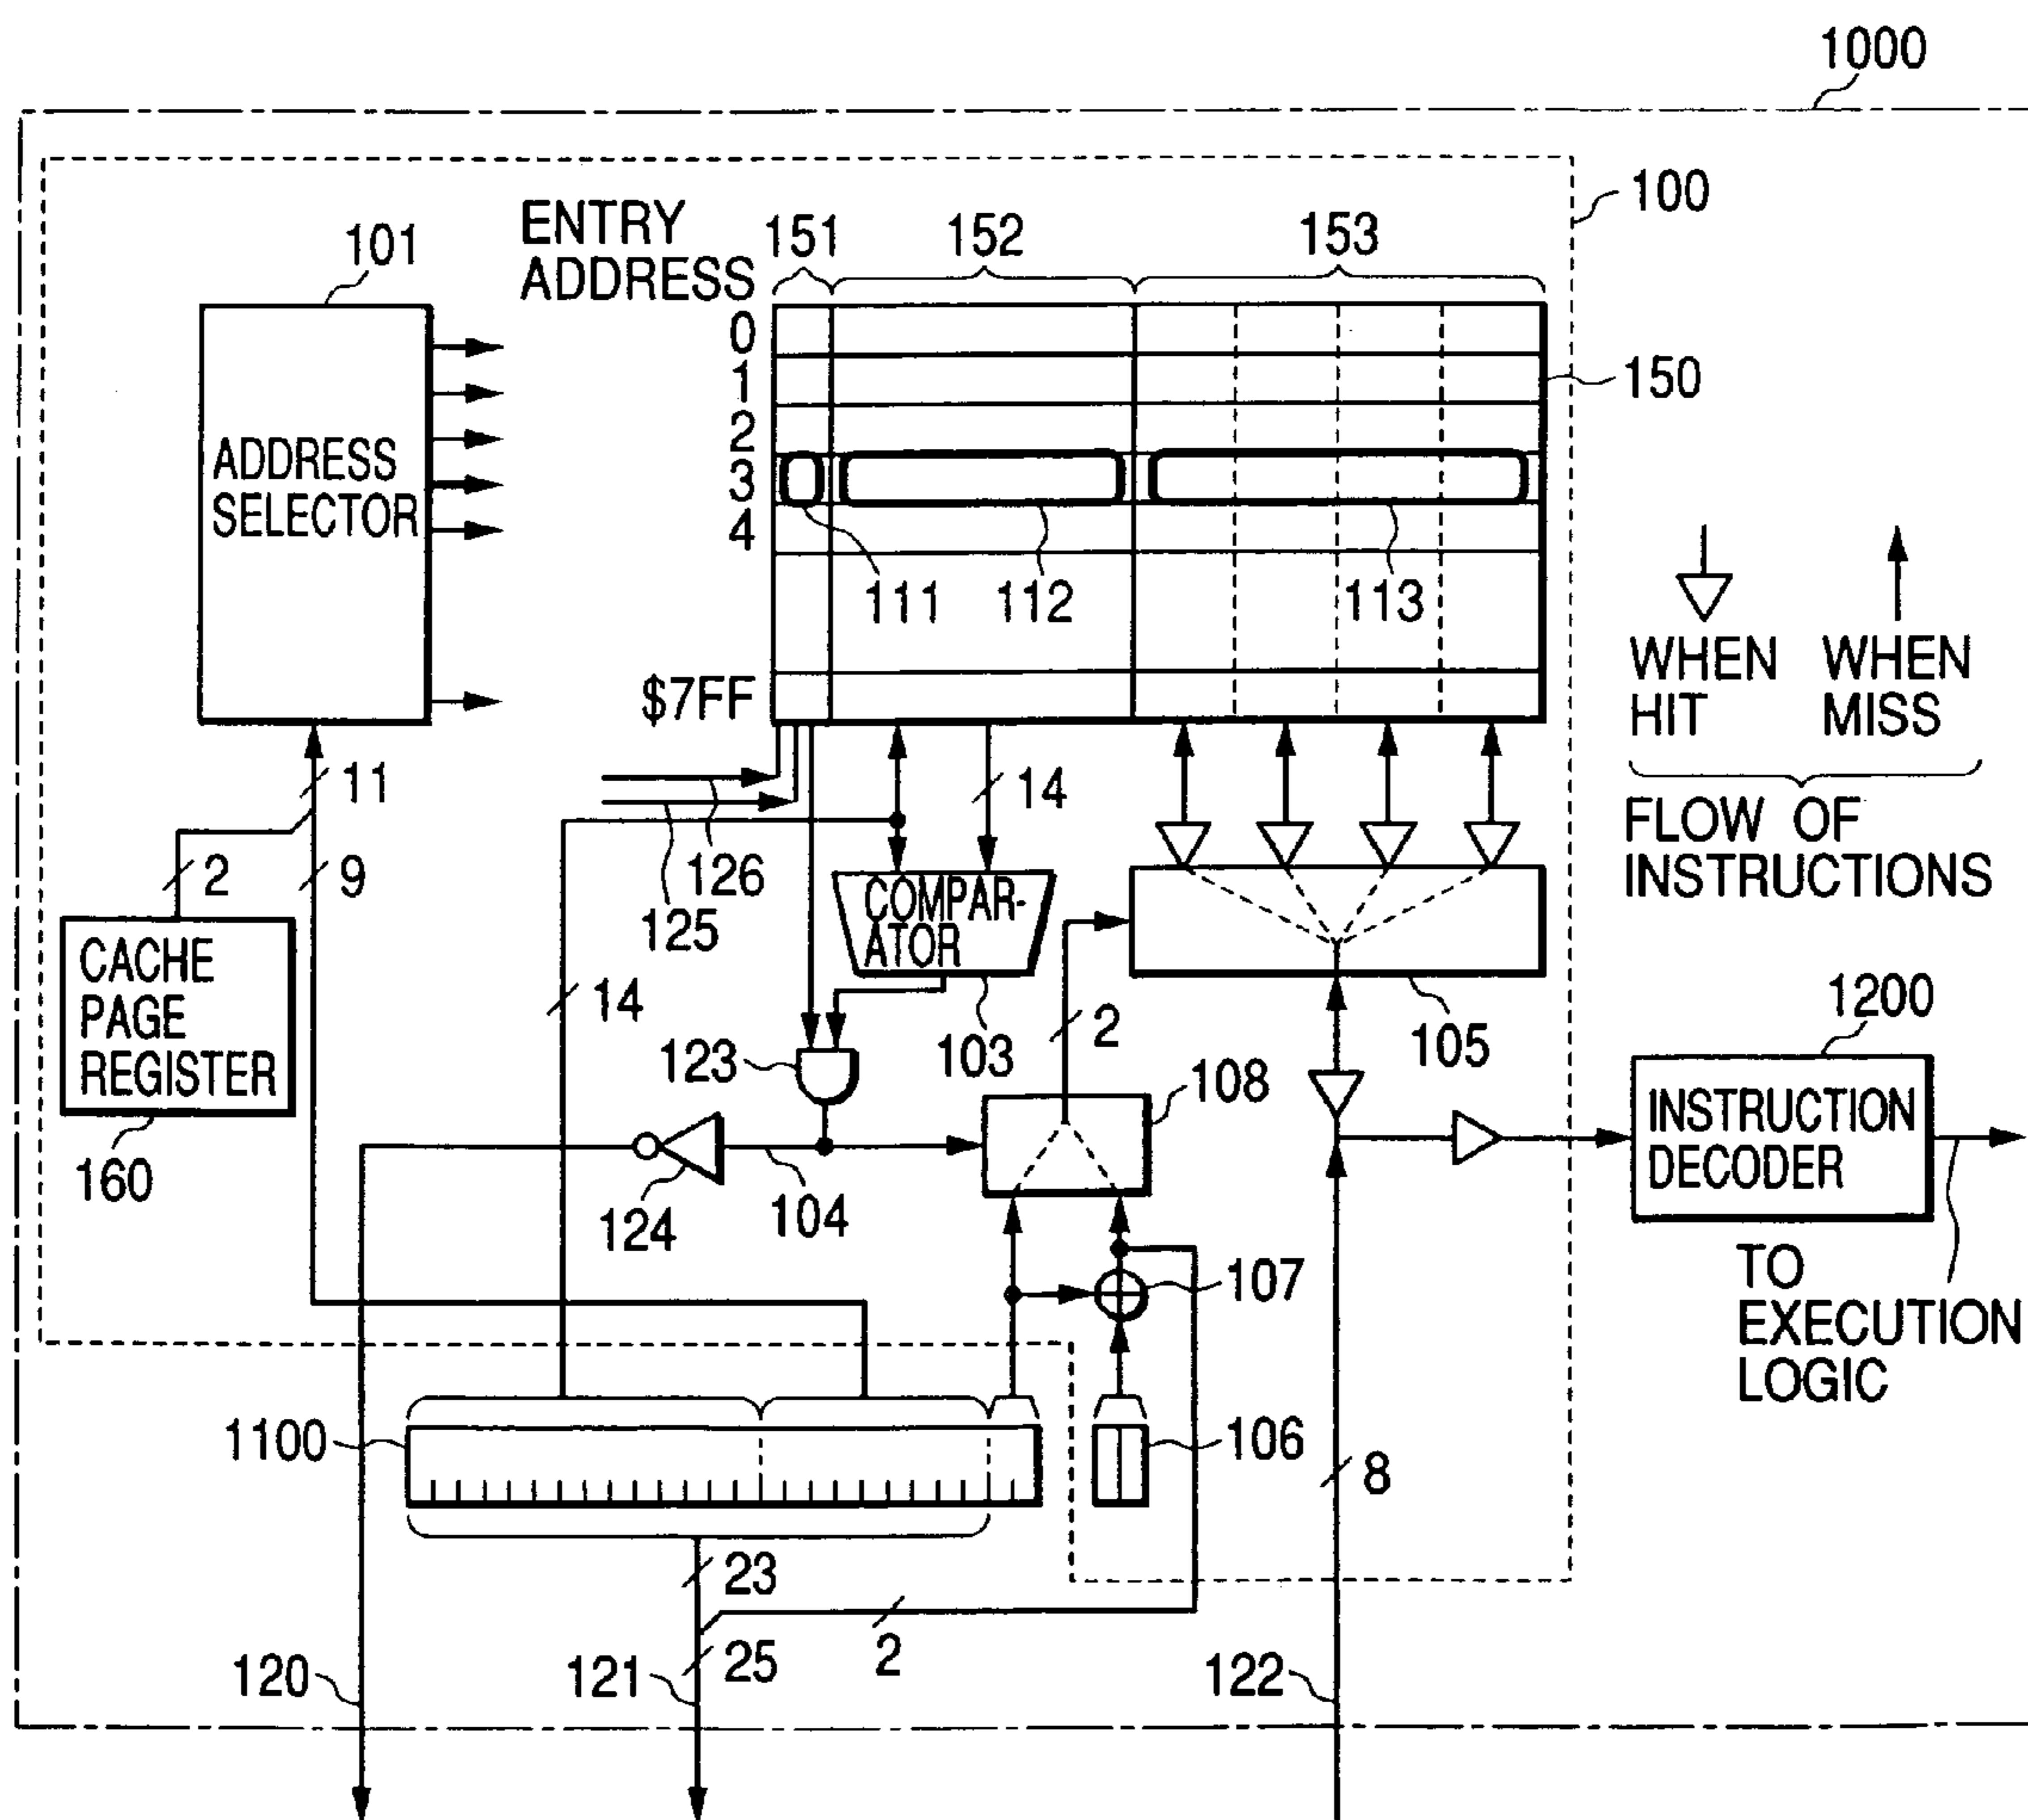 1000
100
ENTRY
ADDRESS
151
152
153
101
0
1
2
3
4
$7FF
150
ADDRESS
SELECTOR
111
112
113
WHEN
HIT
WHEN
MISS
FLOW OF
INSTRUCTIONS
11
14
2
9
126
125
COMPAR-
ATOR
CACHE
PAGE
REGISTER
14
103
2
105
1200
123
108
INSTRUCTION
DECODER
160
124
104
107
TO
EXECUTION
LOGIC
1100
106
8
23
2
25
120
121
122